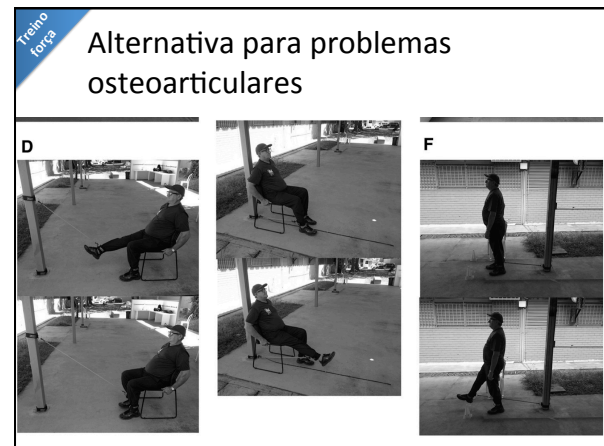 Treino
força
Alternativa para problemas
osteoarticulares
D
F